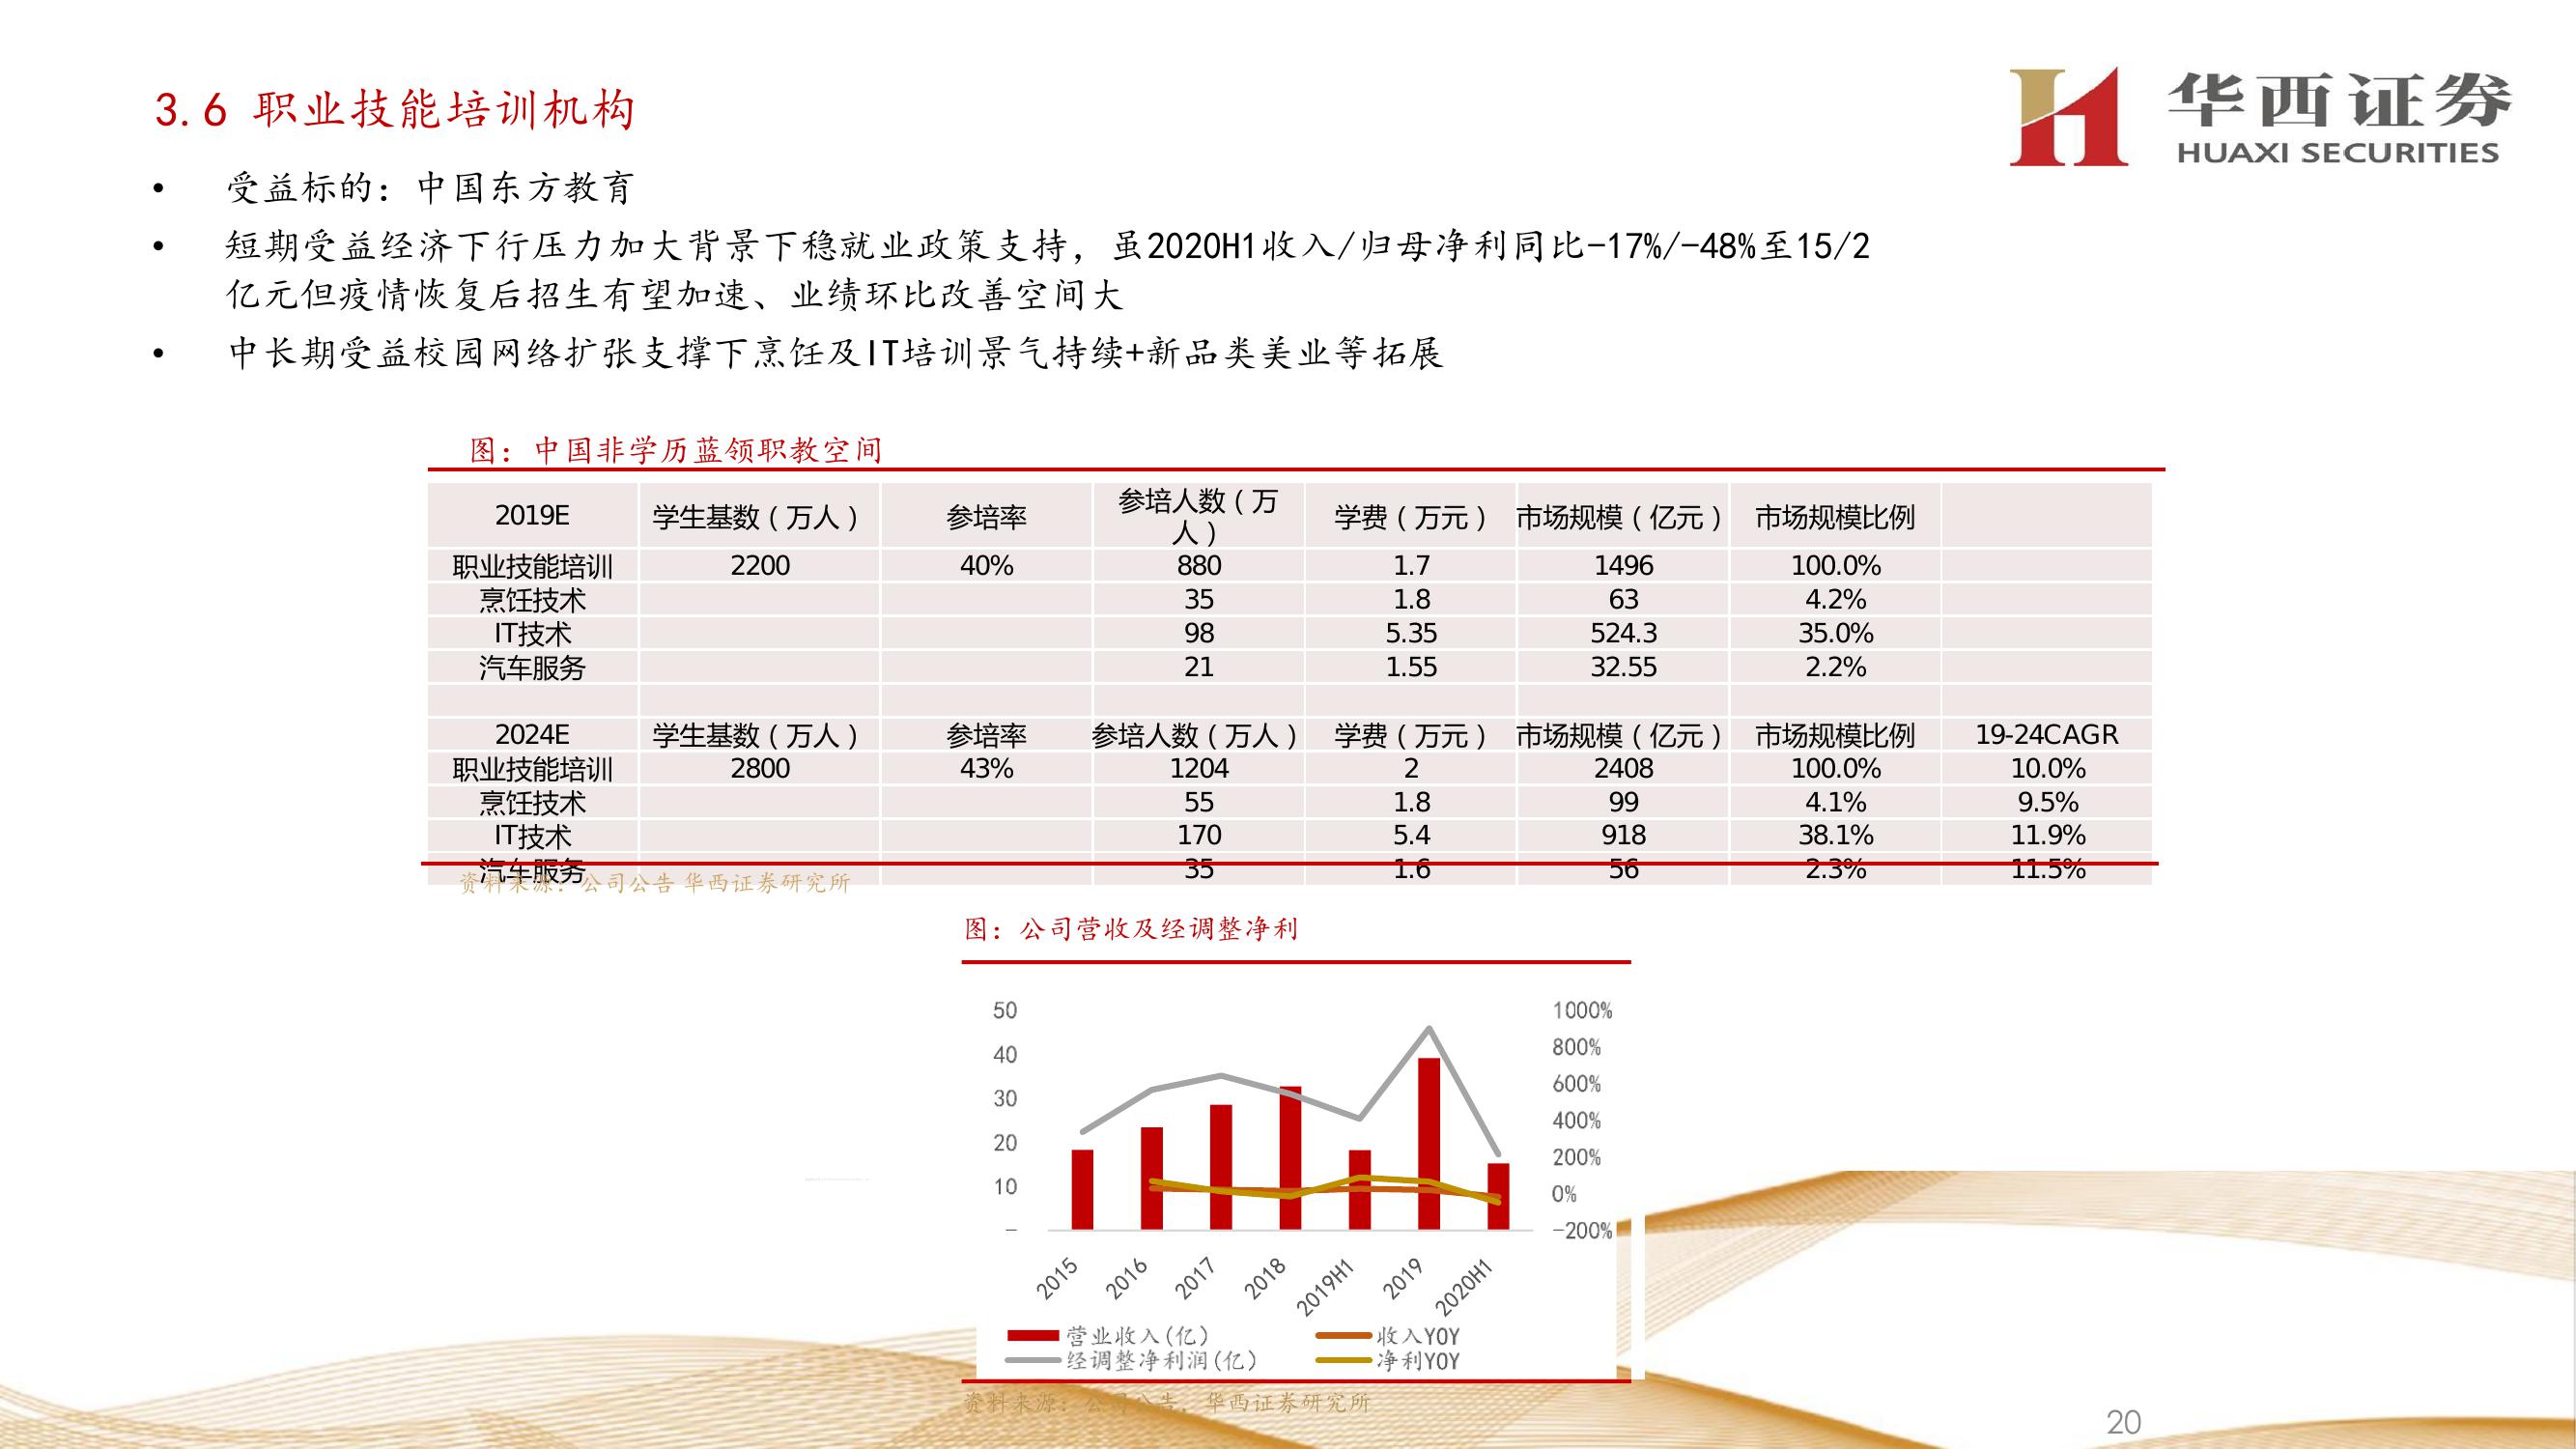 3.6 职业技能培训机构
华西证券
HUAXI SECURITIES
• 受益标的：中国东方教育
• 短期受益经济下行压力加大背景下稳就业政策支持，虽2020H1收入/归母净利同比-17%/-48%至15/2
亿元但疫情恢复后招生有望加速、业绩环比改善空间大
• 中长期受益校园网络扩张支撑下烹饪及IT培训景气持续+新品类美业等拓展
图：中国非学历蓝领职教空间
2019E 学生基数（万人） 参培率 参培人数（万人） 学费（万元） 市场规模（亿元） 市场规模比例
职业技能培训 2200 40% 880 1.7 1496 100.0%
烹饪技术 35 1.8 63 4.2%
IT技术 98 5.35 524.3 35.0%
汽车服务 21 1.55 32.55 2.2%
2024E 学生基数（万人） 参培率 参培人数（万人） 学费（万元） 市场规模（亿元） 市场规模比例 19-24CAGR
职业技能培训 2800 43% 1204 2 2408 100.0% 10.0%
烹饪技术 55 1.8 99 4.1% 9.5%
IT技术 170 5.4 918 38.1% 11.9%
汽车服务 35 1.6 56 2.3% 11.5%
资料来源：公司公告 华西证券研究所
图：公司营收及经调整净利
50 1000%
40 800%
30 600%
20 400%
10 200%
– 0%
-200%
2015 2016 2017 2018 2019H1 2019 2020H1
营业收入(亿) 收入YOY
经调整净利润(亿) 净利YOY
资料来源：公司公告，华西证券研究所
20